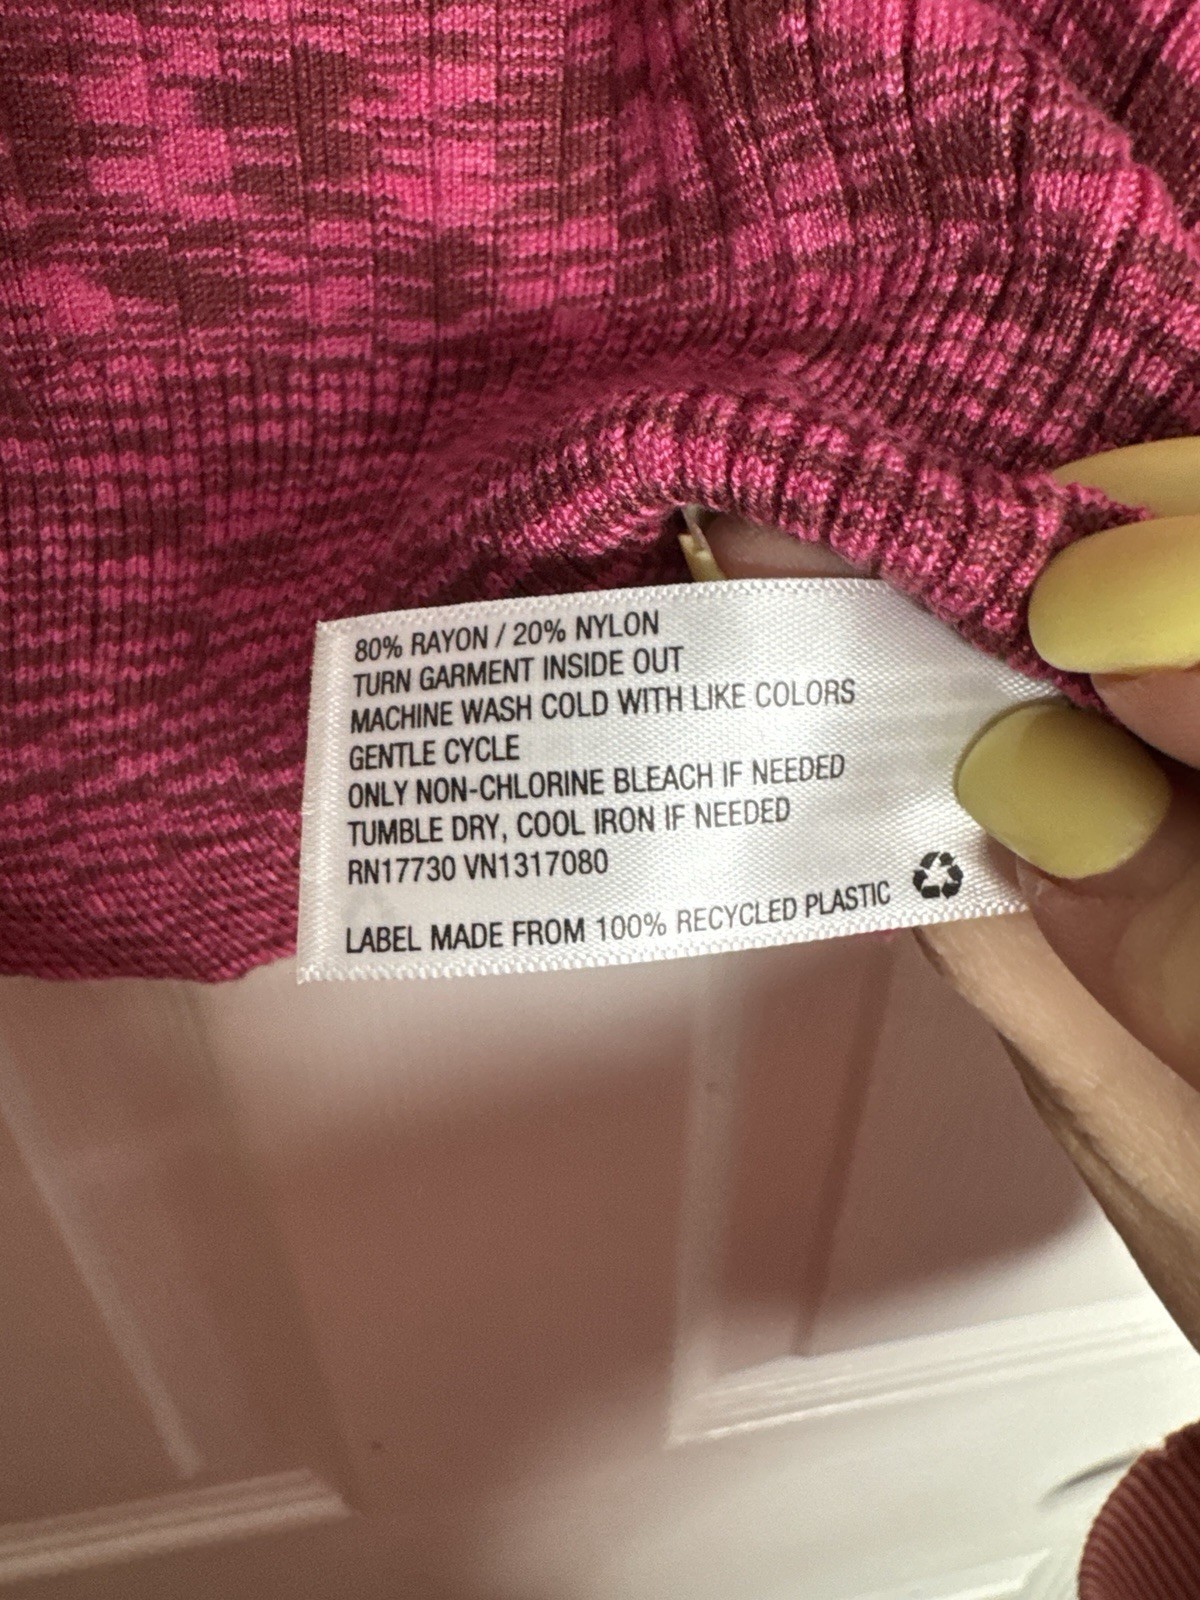 80% RAYON / 20% NYLON
TURN GARMENT INSIDE OUT
MACHINE WASH COLD WITH LIKE COLORS
GENTLE CYCLE
ONLY NON-CHLORINE BLEACH IF NEEDED
TUMBLE DRY, COOL IRON IF NEEDED
RN17730 VN1317080
LABEL MADE FROM 100% RECYCLED PLASTIC